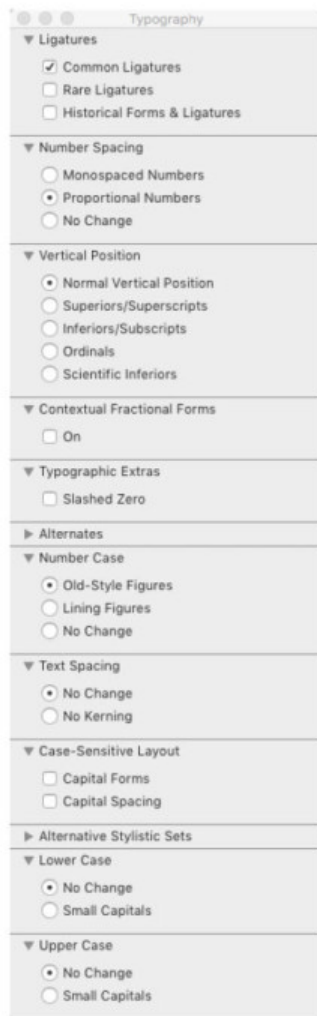 Typography
Ligatures
Common Ligatures
Rare Ligatures
Historical Forms & Ligatures
Number Spacing
Monospaced Numbers
Proportional Numbers
No Change
Vertical Position
Normal Vertical Position
Superiors/Superscripts
Inferiors/Subscripts
Ordinals
Scientific Inferiors
Contextual Fractional Forms
On
Typographic Extras
Slashed Zero
Alternates
Number Case
Old-Style Figures
Lining Figures
No Change
Text Spacing
No Change
No Kerning
Case-Sensitive Layout
Capital Forms
Capital Spacing
Alternative Stylistic Sets
Lower Case
No Change
Small Capitals
Upper Case
No Change
Small Capitals